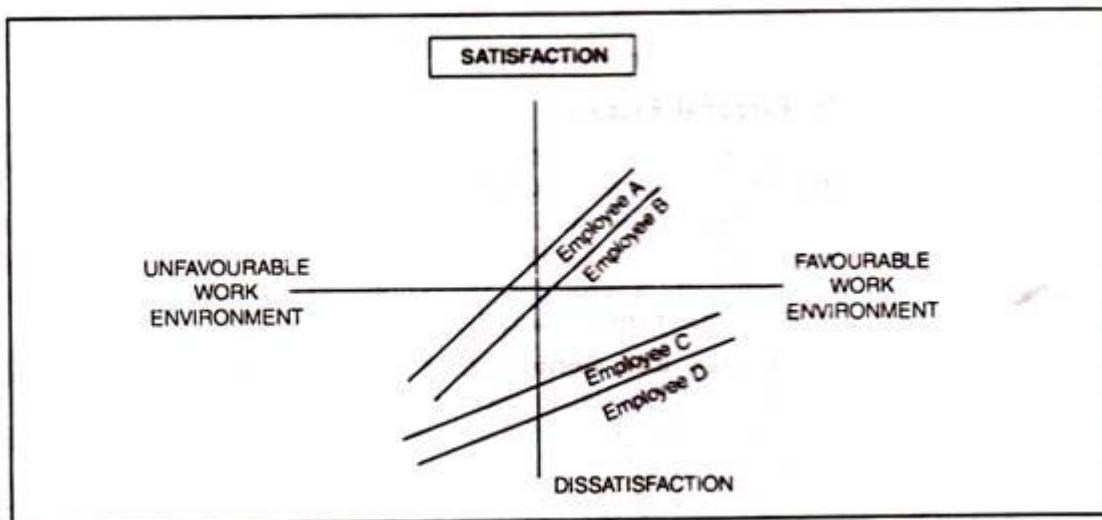 SATISFACTION
Employee A
Employee B
UNFAVOURABLE
WORK
ENVIRONMENT
FAVOURABLE
WORK
ENVIRONMENT
Employee C
Employee D
DISSATISFACTION